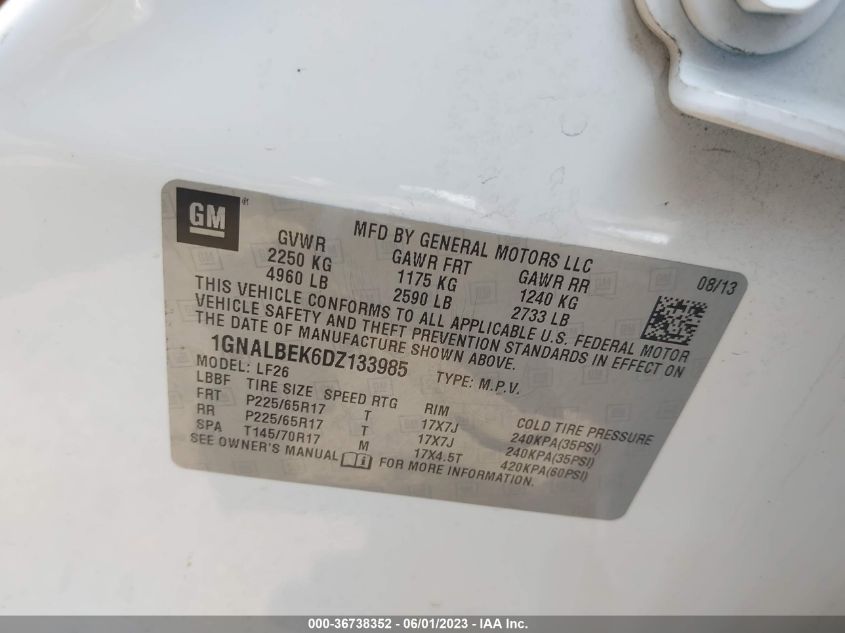 GM ®
MFD BY GENERAL MOTORS LLC 08/13
GVWR GAWR FRT GAWR RR
2250 KG 1175 KG 1240 KG
4960 LB 2590 LB 2733 LB
THIS VEHICLE CONFORMS TO ALL APPLICABLE U.S. FEDERAL MOTOR
VEHICLE SAFETY AND THEFT PREVENTION STANDARDS IN EFFECT ON
THE DATE OF MANUFACTURE SHOWN ABOVE.
1GNALBEK6DZ133985 TYPE: M.P.V.
MODEL: LF26
LBBF TIRE SIZE SPEED RTG RIM COLD TIRE PRESSURE
FRT P225/65R17 T 17X7J 240KPA(35PSI)
RR P225/65R17 T 17X7J 240KPA(35PSI)
SPA T145/70R17 M 17X4.5T 420KPA(60PSI)
SEE OWNER'S MANUAL FOR MORE INFORMATION.
000-36738352 - 06/01/2023 - IAA Inc.